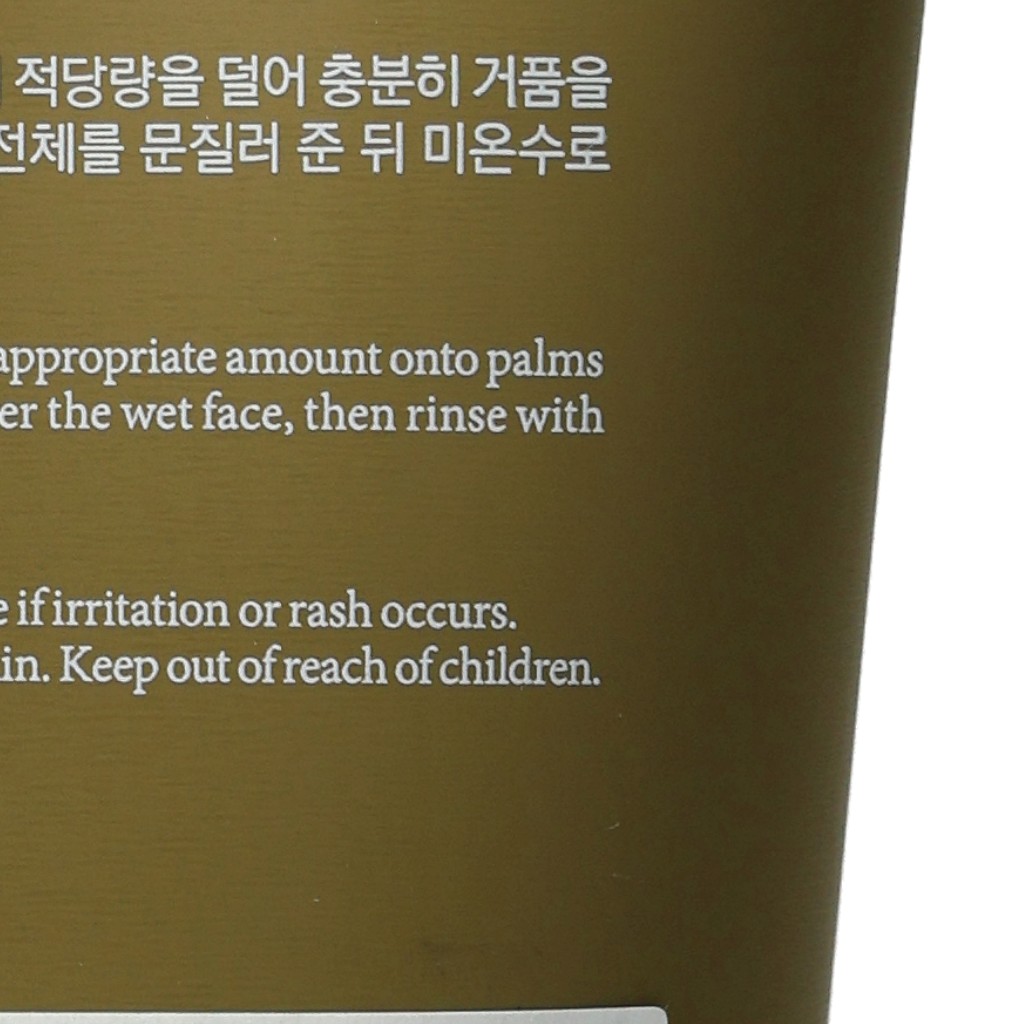 적당량을 덜어 충분히 거품을
전체를 문질러 준 뒤 미온수로
appropriate amount onto palms
er the wet face, then rinse with
e if irritation or rash occurs.
in. Keep out of reach of children.